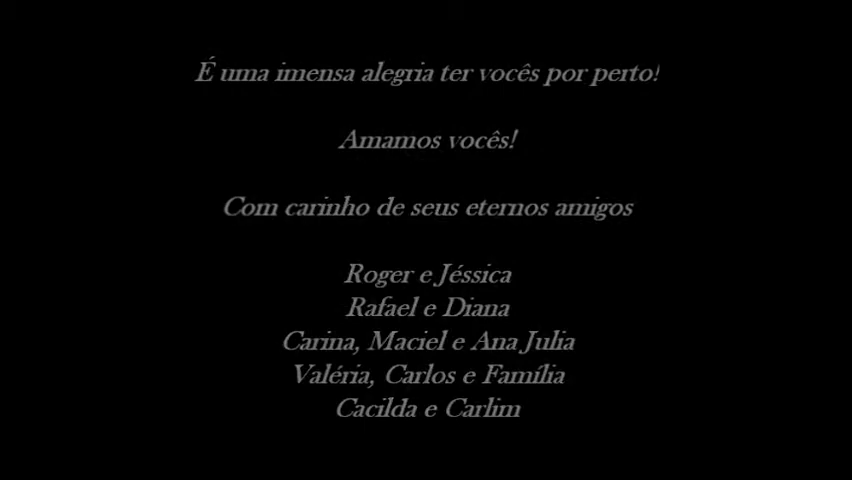 É uma imensa alegria ter vocês por perto!
Amamos vocês!
Com carinho de seus eternos amigos
Roger e Jéssica
Rafael e Diana
Carina, Maciel e Ana Julia
Valéria, Carlos e Família
Cacilda e Carlim